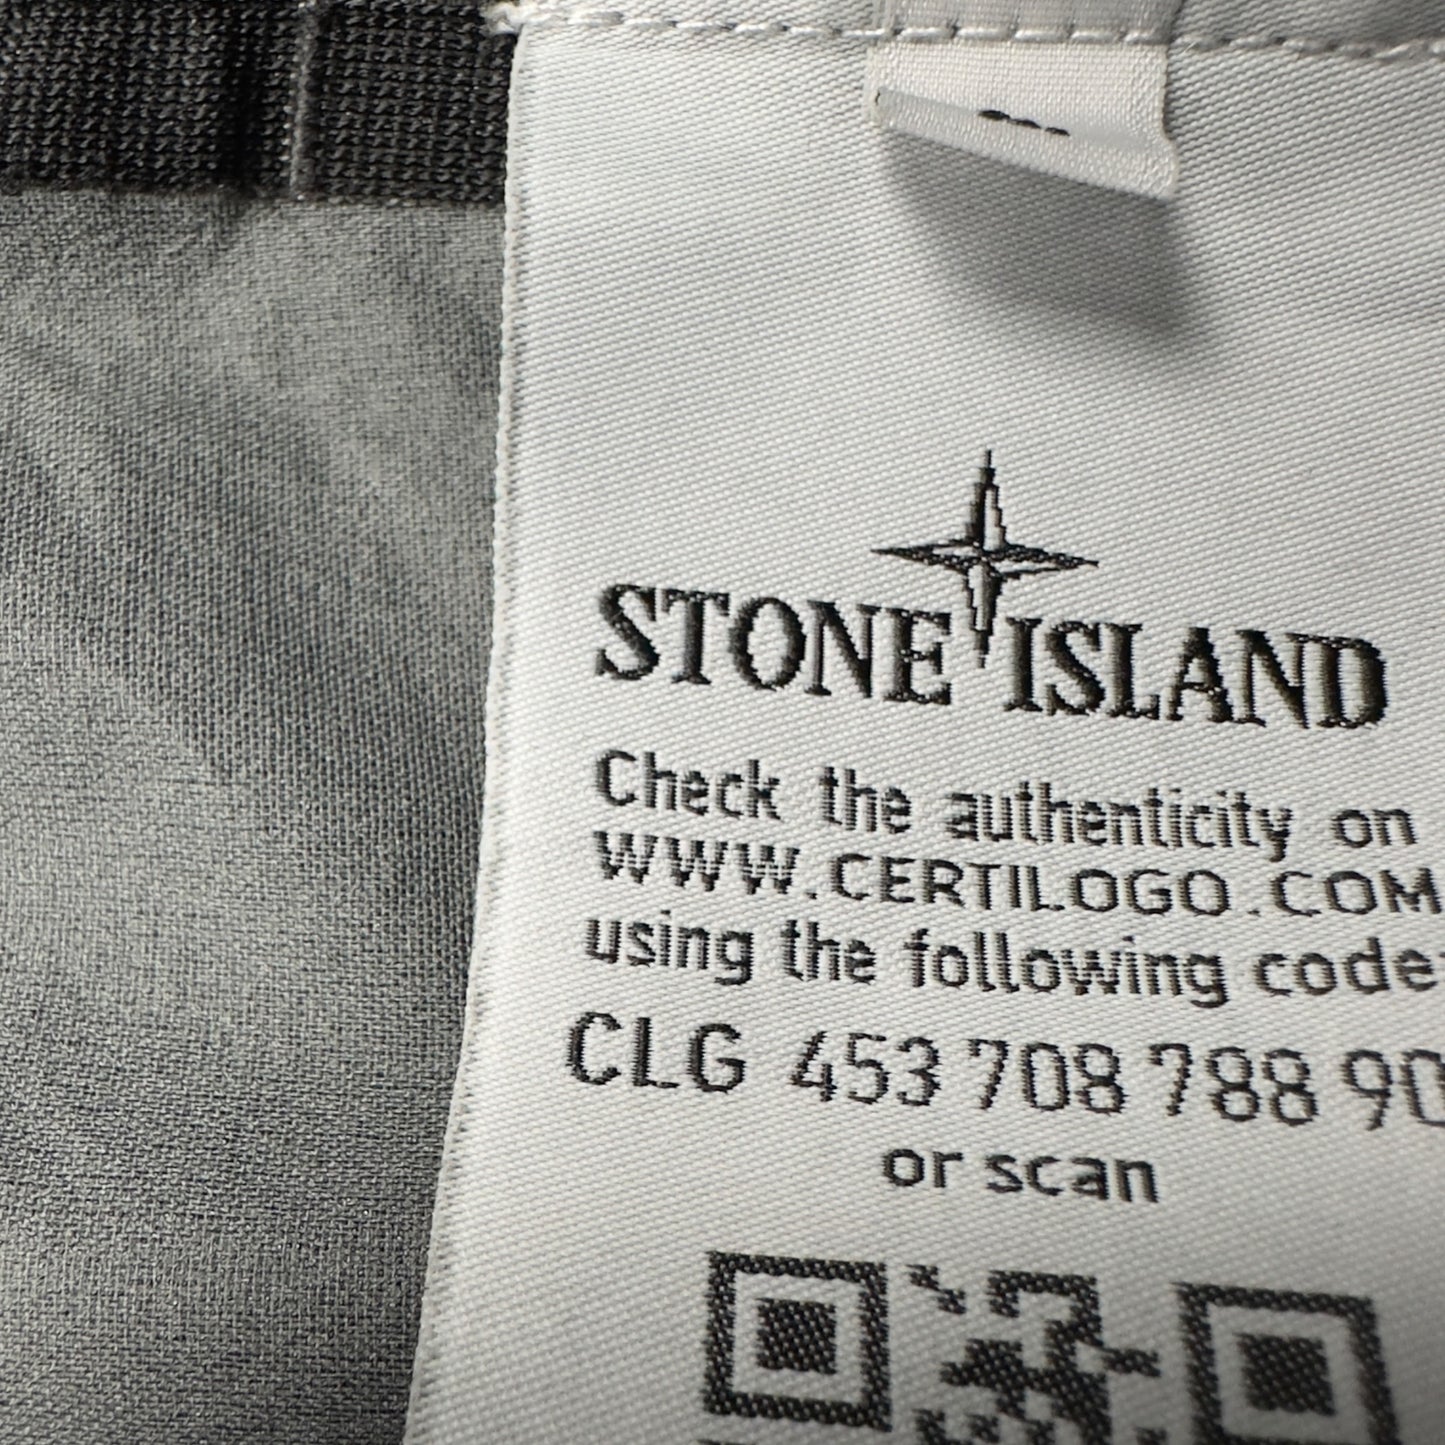 STONE ISLAND
Check the authenticity on
WWW.CERTILOGO.COM
using the following code:
CLG 453 708 788 90
or scan